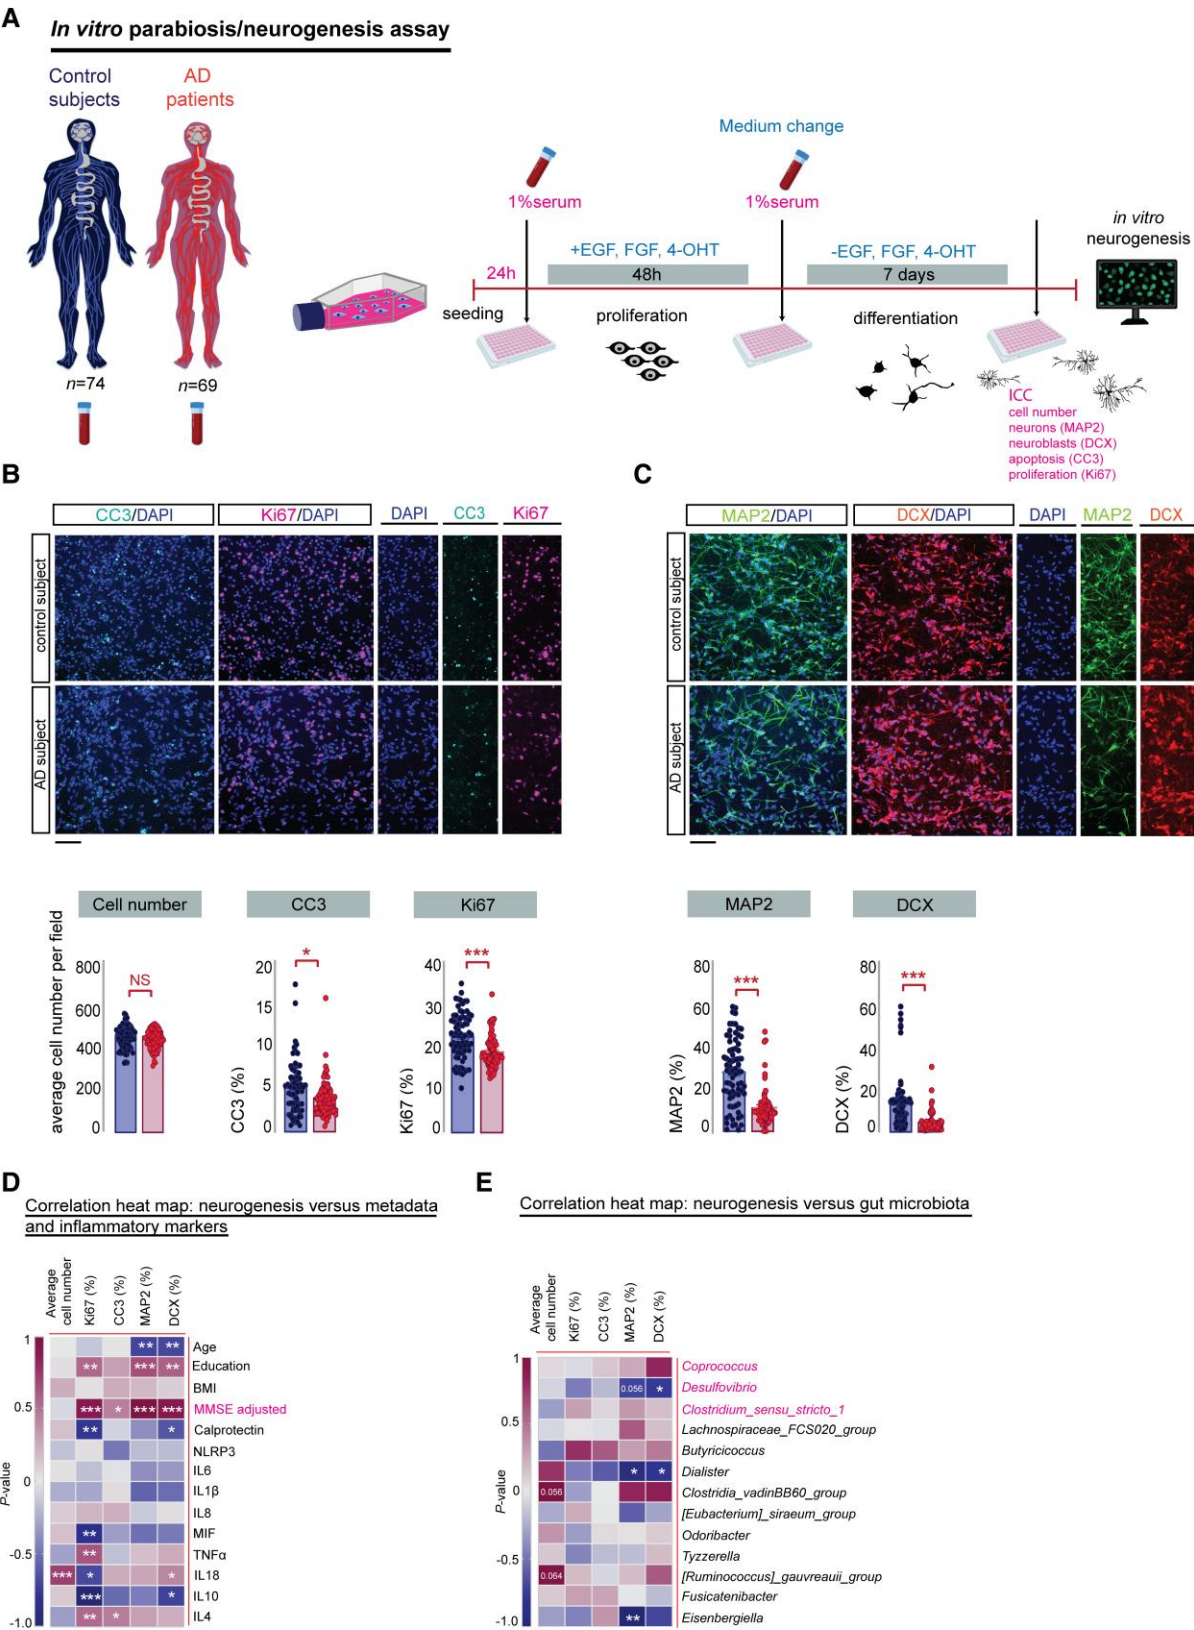 A
In vitro parabiosis/neurogenesis assay
Control
subjects
AD
patients
n=74
n=69
Medium change
1%serum
1%serum
+EGF, FGF, 4-OHT
-EGF, FGF, 4-OHT
24h
48h
7 days
seeding
proliferation
differentiation
in vitro
neurogenesis
ICC
cell number
neurons (MAP2)
neuroblasts (DCX)
apoptosis (CC3)
proliferation (Ki67)
B
CC3/DAPI
Ki67/DAPI
DAPI
CC3
Ki67
control subject
AD subject
Cell number
average cell number per field
800
600
400
200
0
NS
CC3
CC3 (%)
20
15
10
5
0
*
Ki67
Ki67 (%)
40
30
20
10
0
***
C
MAP2/DAPI
DCX/DAPI
DAPI
MAP2
DCX
control subject
AD subject
MAP2
MAP2 (%)
80
60
40
20
0
***
DCX
DCX (%)
80
60
40
20
0
***
D
Correlation heat map: neurogenesis versus metadata
and inflammatory markers
Average
cell number
Ki67 (%)
CC3 (%)
MAP2 (%)
DCX (%)
1
0.5
0
-0.5
-1.0
P-value
** ** Age
** *** ** Education
BMI
*** * *** *** MMSE adjusted
** * Calprotectin
NLRP3
IL6
IL1β
IL8
** MIF
** TNFα
*** * * IL18
*** * IL10
** * IL4
E
Correlation heat map: neurogenesis versus gut microbiota
Average
cell number
Ki67 (%)
CC3 (%)
MAP2 (%)
DCX (%)
1
0.5
0
-0.5
-1.0
P-value
Coprococcus
0.056 * Desulfovibrio
Clostridium_sensu_stricto_1
Lachnospiraceae_FCS020_group
Butyricicoccus
* * Dialister
0.056 Clostridia_vadinBB60_group
[Eubacterium]_siraeum_group
Odoribacter
Tyzzerella
0.064 [Ruminococcus]_gauvreauii_group
Fusicatenibacter
** Eisenbergiella